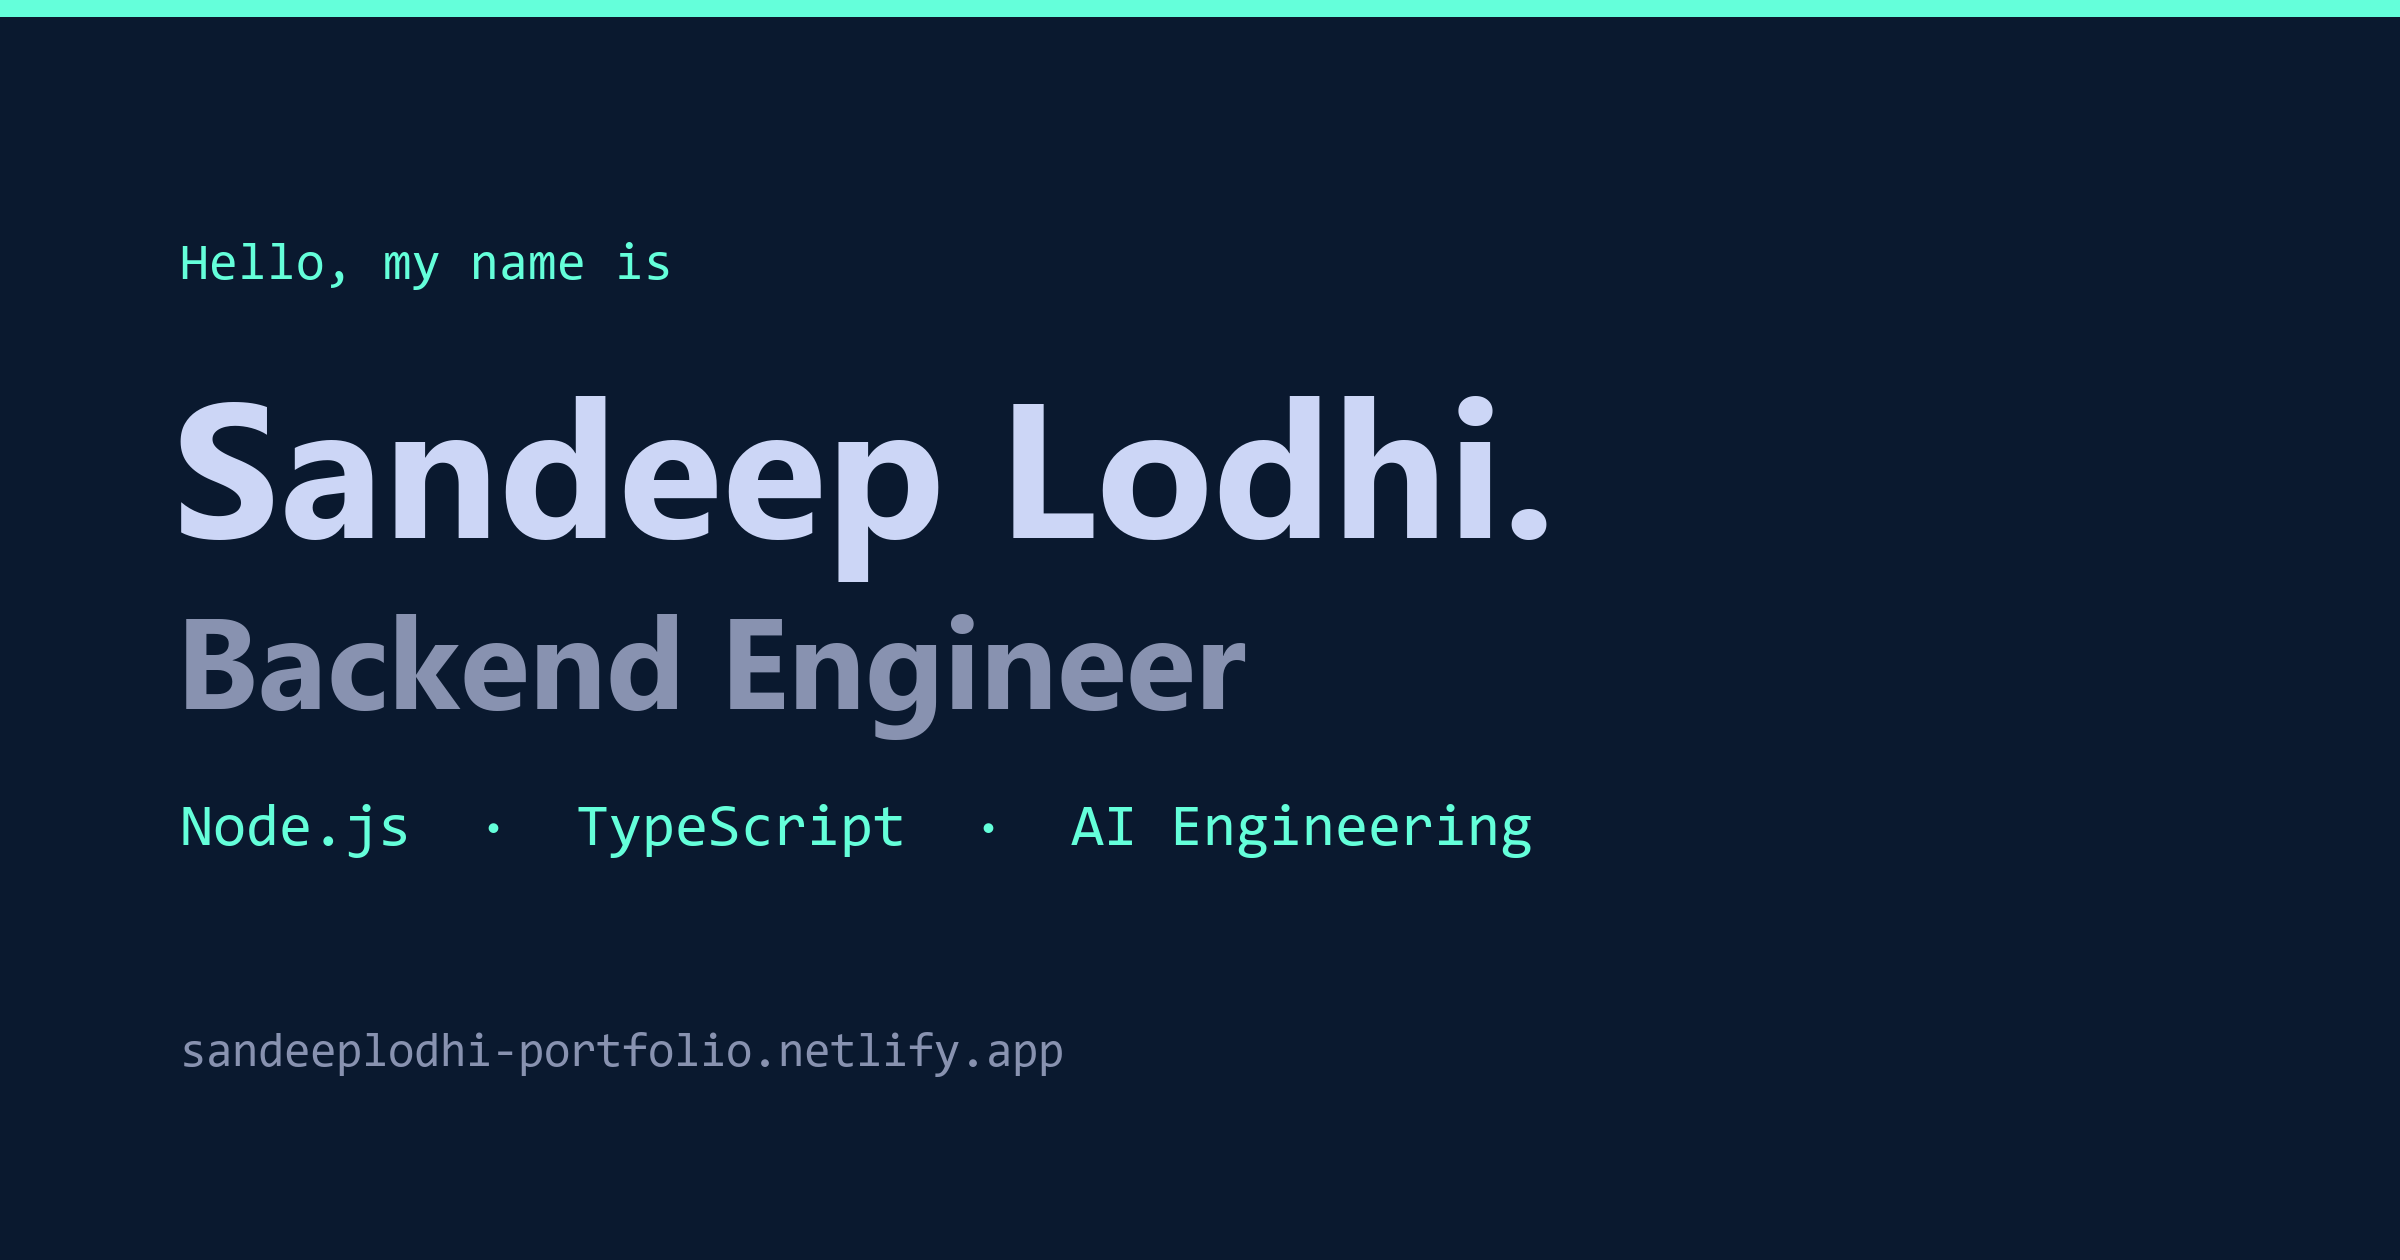 Hello, my name is
Sandeep Lodhi.
Backend Engineer
Node.js · TypeScript · AI Engineering
sandeeplodhi-portfolio.netlify.app